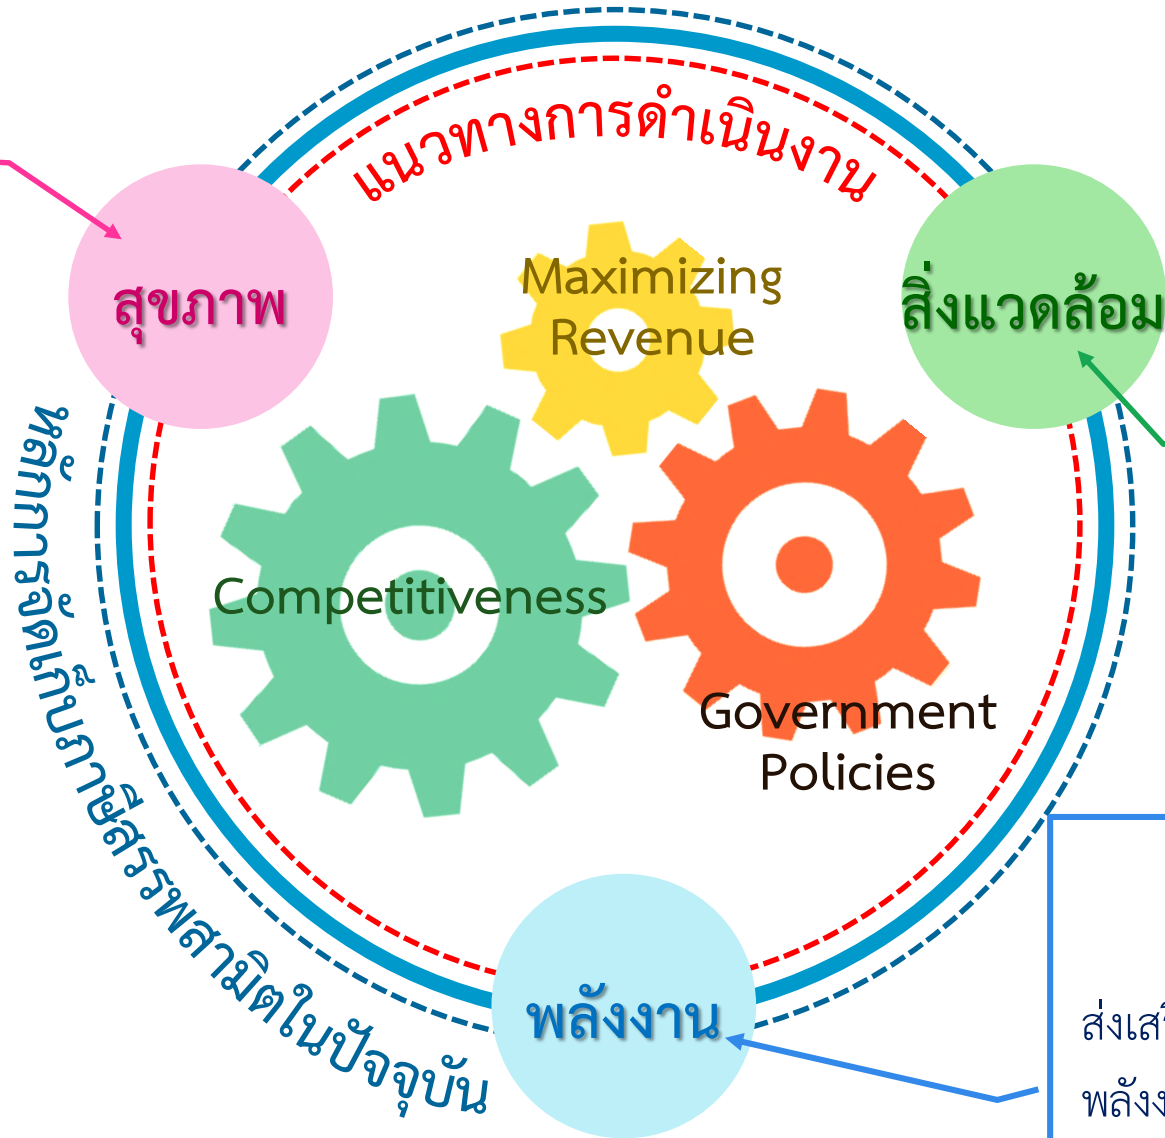 แนวทางการดำเนินงาน
สุขภาพ
สิ่งแวดล้อม
Maximizing
Revenue
Competitiveness
Government
Policies
หลักการจัดเก็บภาษีสรรพสามิตในปัจจุบัน
พลังงาน